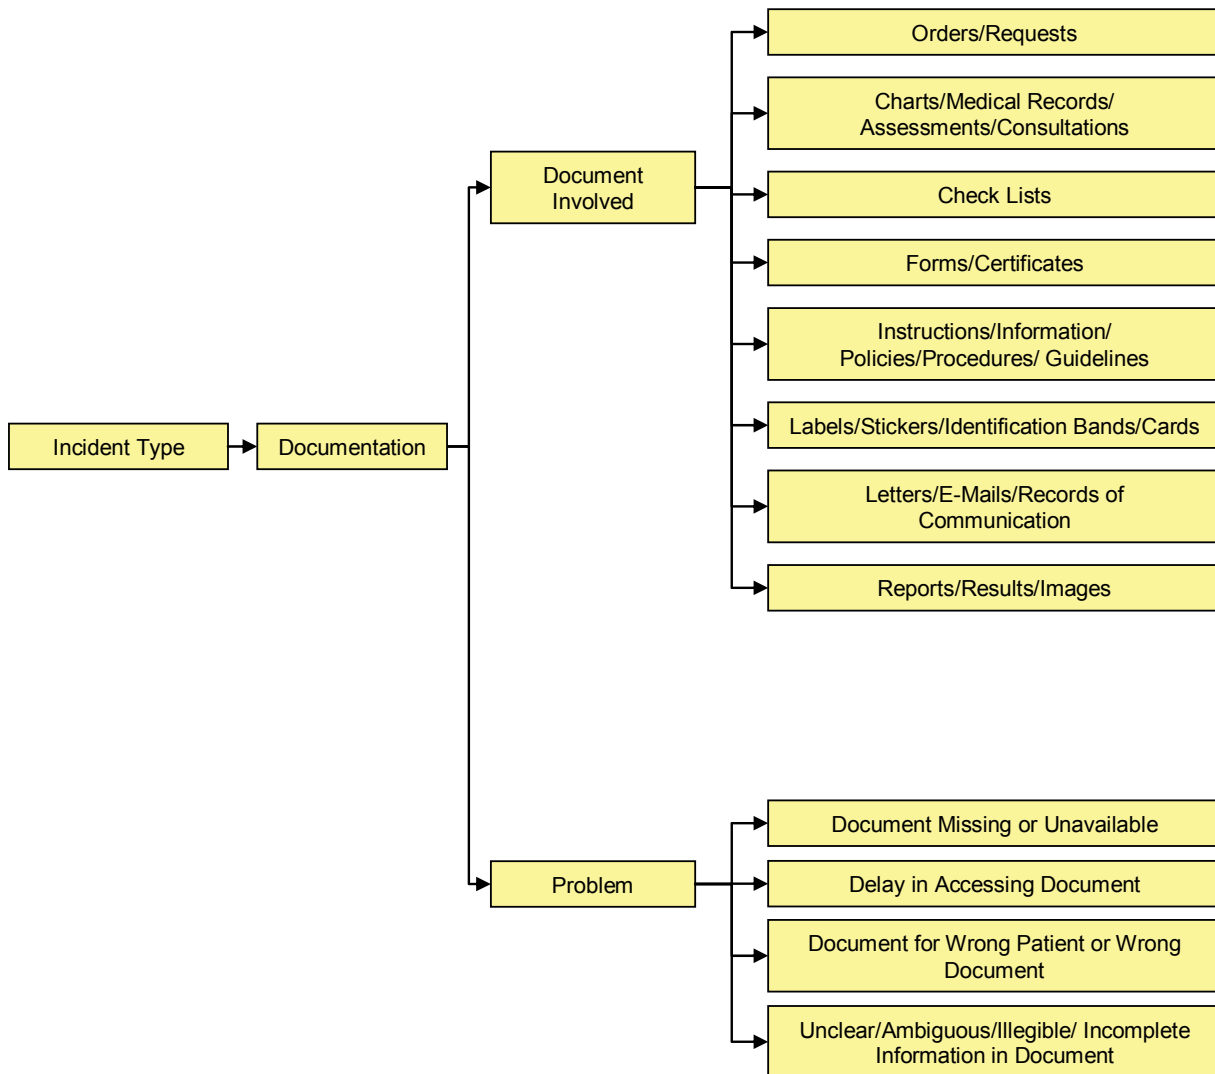 Orders/Requests
Charts/Medical Records/
Assessments/Consultations
Document
Involved
Check Lists
Forms/Certificates
Instructions/Information/
Policies/Procedures/ Guidelines
Incident Type
Documentation
Labels/Stickers/Identification Bands/Cards
Letters/E-Mails/Records of
Communication
Reports/Results/Images
Document Missing or Unavailable
Problem
Delay in Accessing Document
Document for Wrong Patient or Wrong
Document
Unclear/Ambiguous/Illegible/ Incomplete
Information in Document